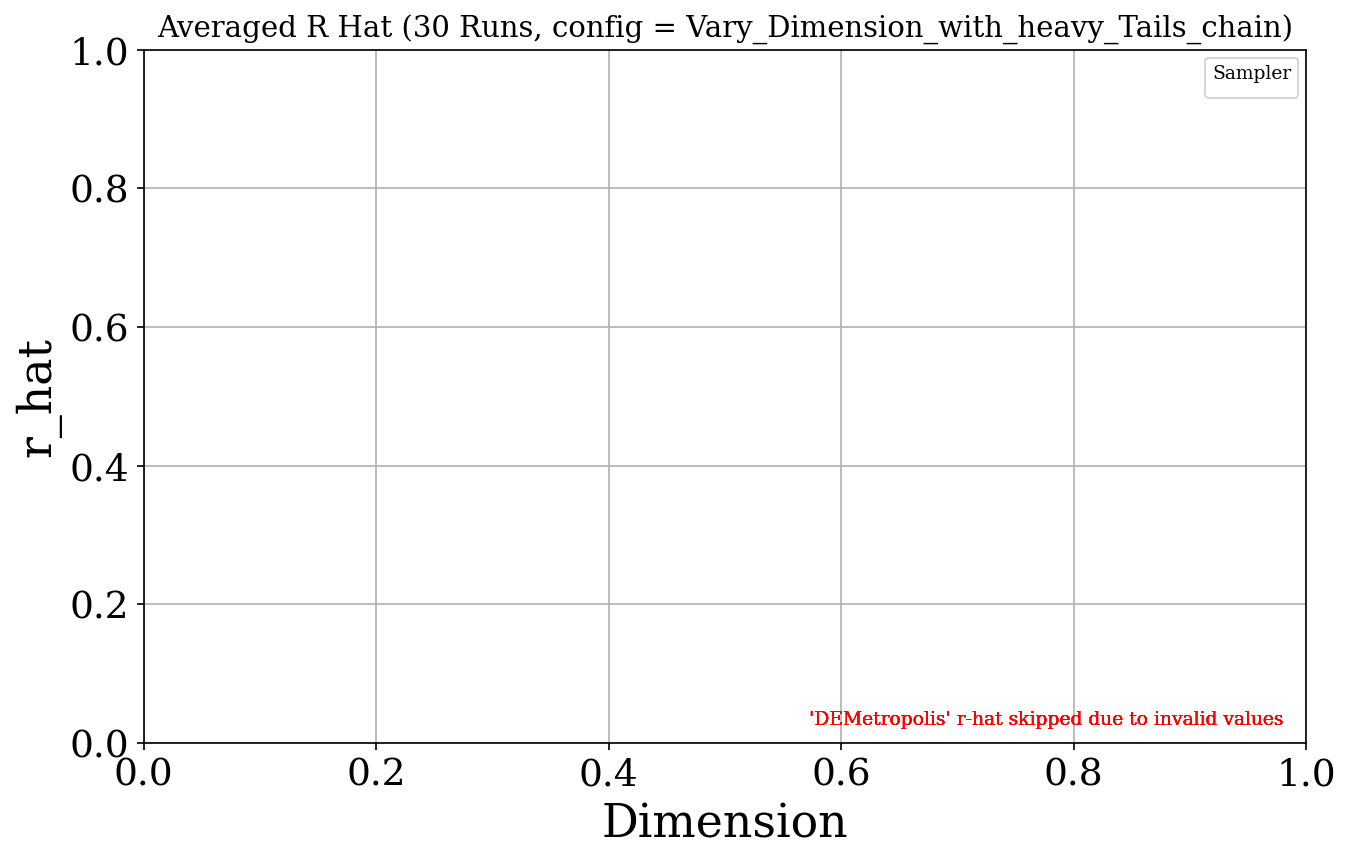 Averaged R Hat (30 Runs, config = Vary_Dimension_with_heavy_Tails_chain)
1.0
Sampler
0.8
0.6
r_hat
0.4
0.2
'DEMetropolis' r-hat skipped due to invalid values
0.0
0.0 0.2 0.4 0.6 0.8 1.0
Dimension